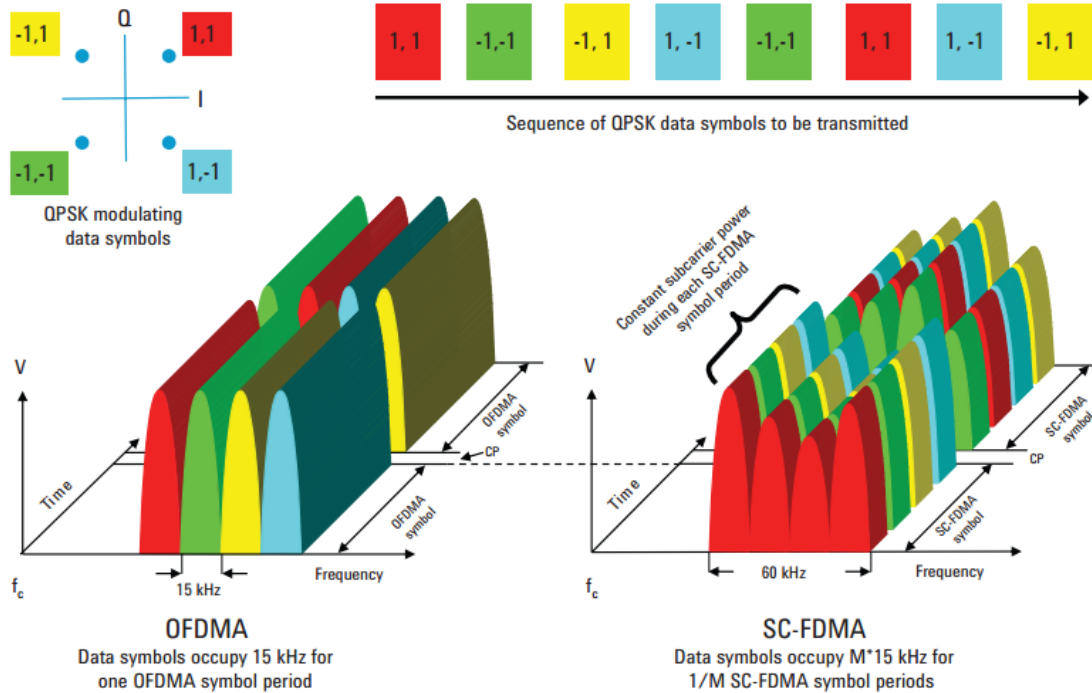 Q
-1,1
1,1
I
-1,-1
1,-1
QPSK modulating
data symbols
1, 1
-1,-1
-1, 1
1, -1
-1,-1
1, 1
1, -1
-1, 1
Sequence of QPSK data symbols to be transmitted
V
Time
OFDMA
symbol
CP
OFDMA
symbol
15 kHz
Frequency
fc
OFDMA
Data symbols occupy 15 kHz for
one OFDMA symbol period
Constant subcarrier power
during each SC-FDMA
symbol period
V
Time
SC-FDMA
symbol
CP
SC-FDMA
symbol
60 kHz
Frequency
fc
SC-FDMA
Data symbols occupy M*15 kHz for
1/M SC-FDMA symbol periods